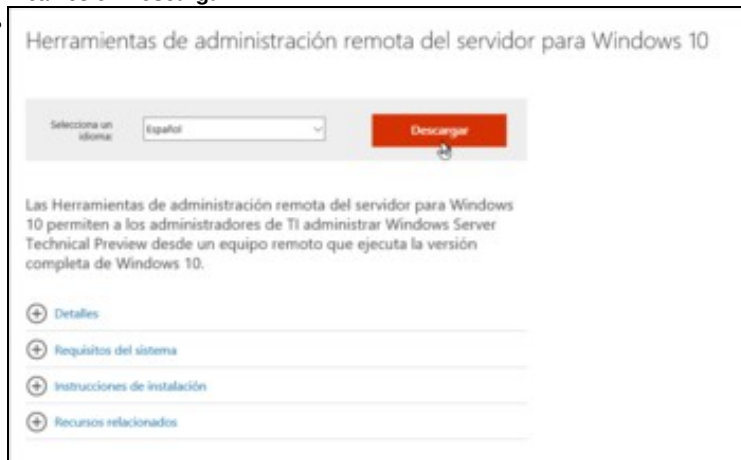 Herramientas de administración remota del servidor para Windows 10
Selecciona un
idioma:
Español
Descargar
Las Herramientas de administración remota del servidor para Windows
10 permiten a los administradores de TI administrar Windows Server
Technical Preview desde un equipo remoto que ejecuta la versión
completa de Windows 10.
Detalles
Requisitos del sistema
Instrucciones de instalación
Recursos relacionados